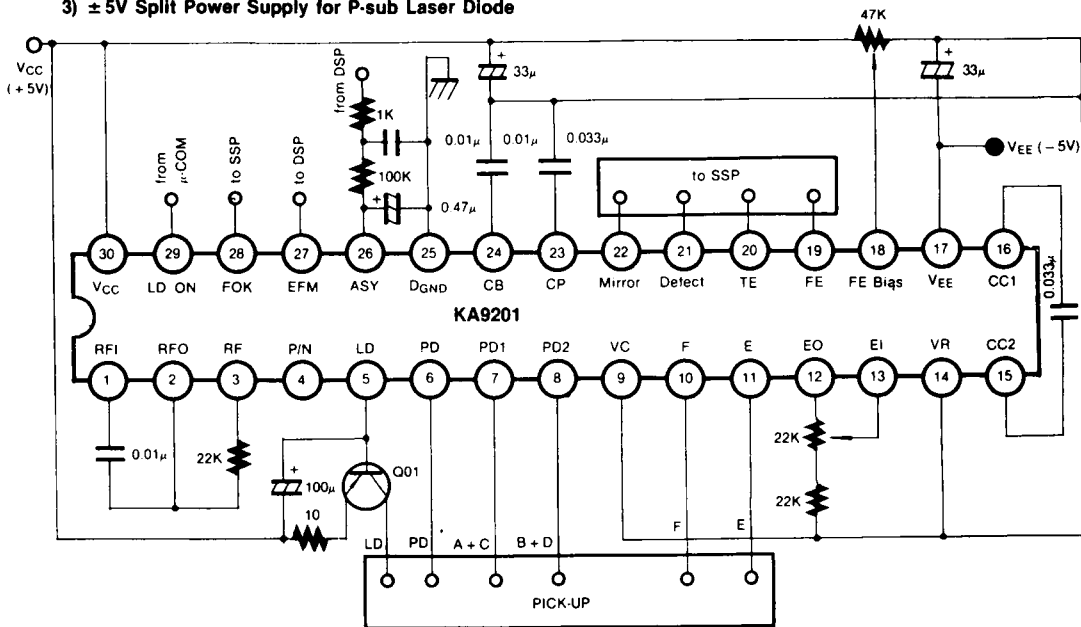 3) ± 5V Split Power Supply for P-sub Laser Diode
VCC
(+5V)
from DSP
1K
100K
0.47μ
33μ
0.01μ
0.01μ
0.033μ
47K
33μ
VEE (−5V)
from
μ-COM
to SSP
to DSP
to SSP
0.033μ
30 29 28 27 26 25 24 23 22 21 20 19 18 17 16
VCC LD ON FOK EFM ASY DGND CB CP Mirror Defect TE FE FE Bias VEE CC1
KA9201
RFI RFO RF P/N LD PD PD1 PD2 VC F E EO EI VR CC2
1 2 3 4 5 6 7 8 9 10 11 12 13 14 15
0.01μ
22K
100μ
+
10
Q01
22K
22K
LD PD A+C B+D F E
PICK-UP